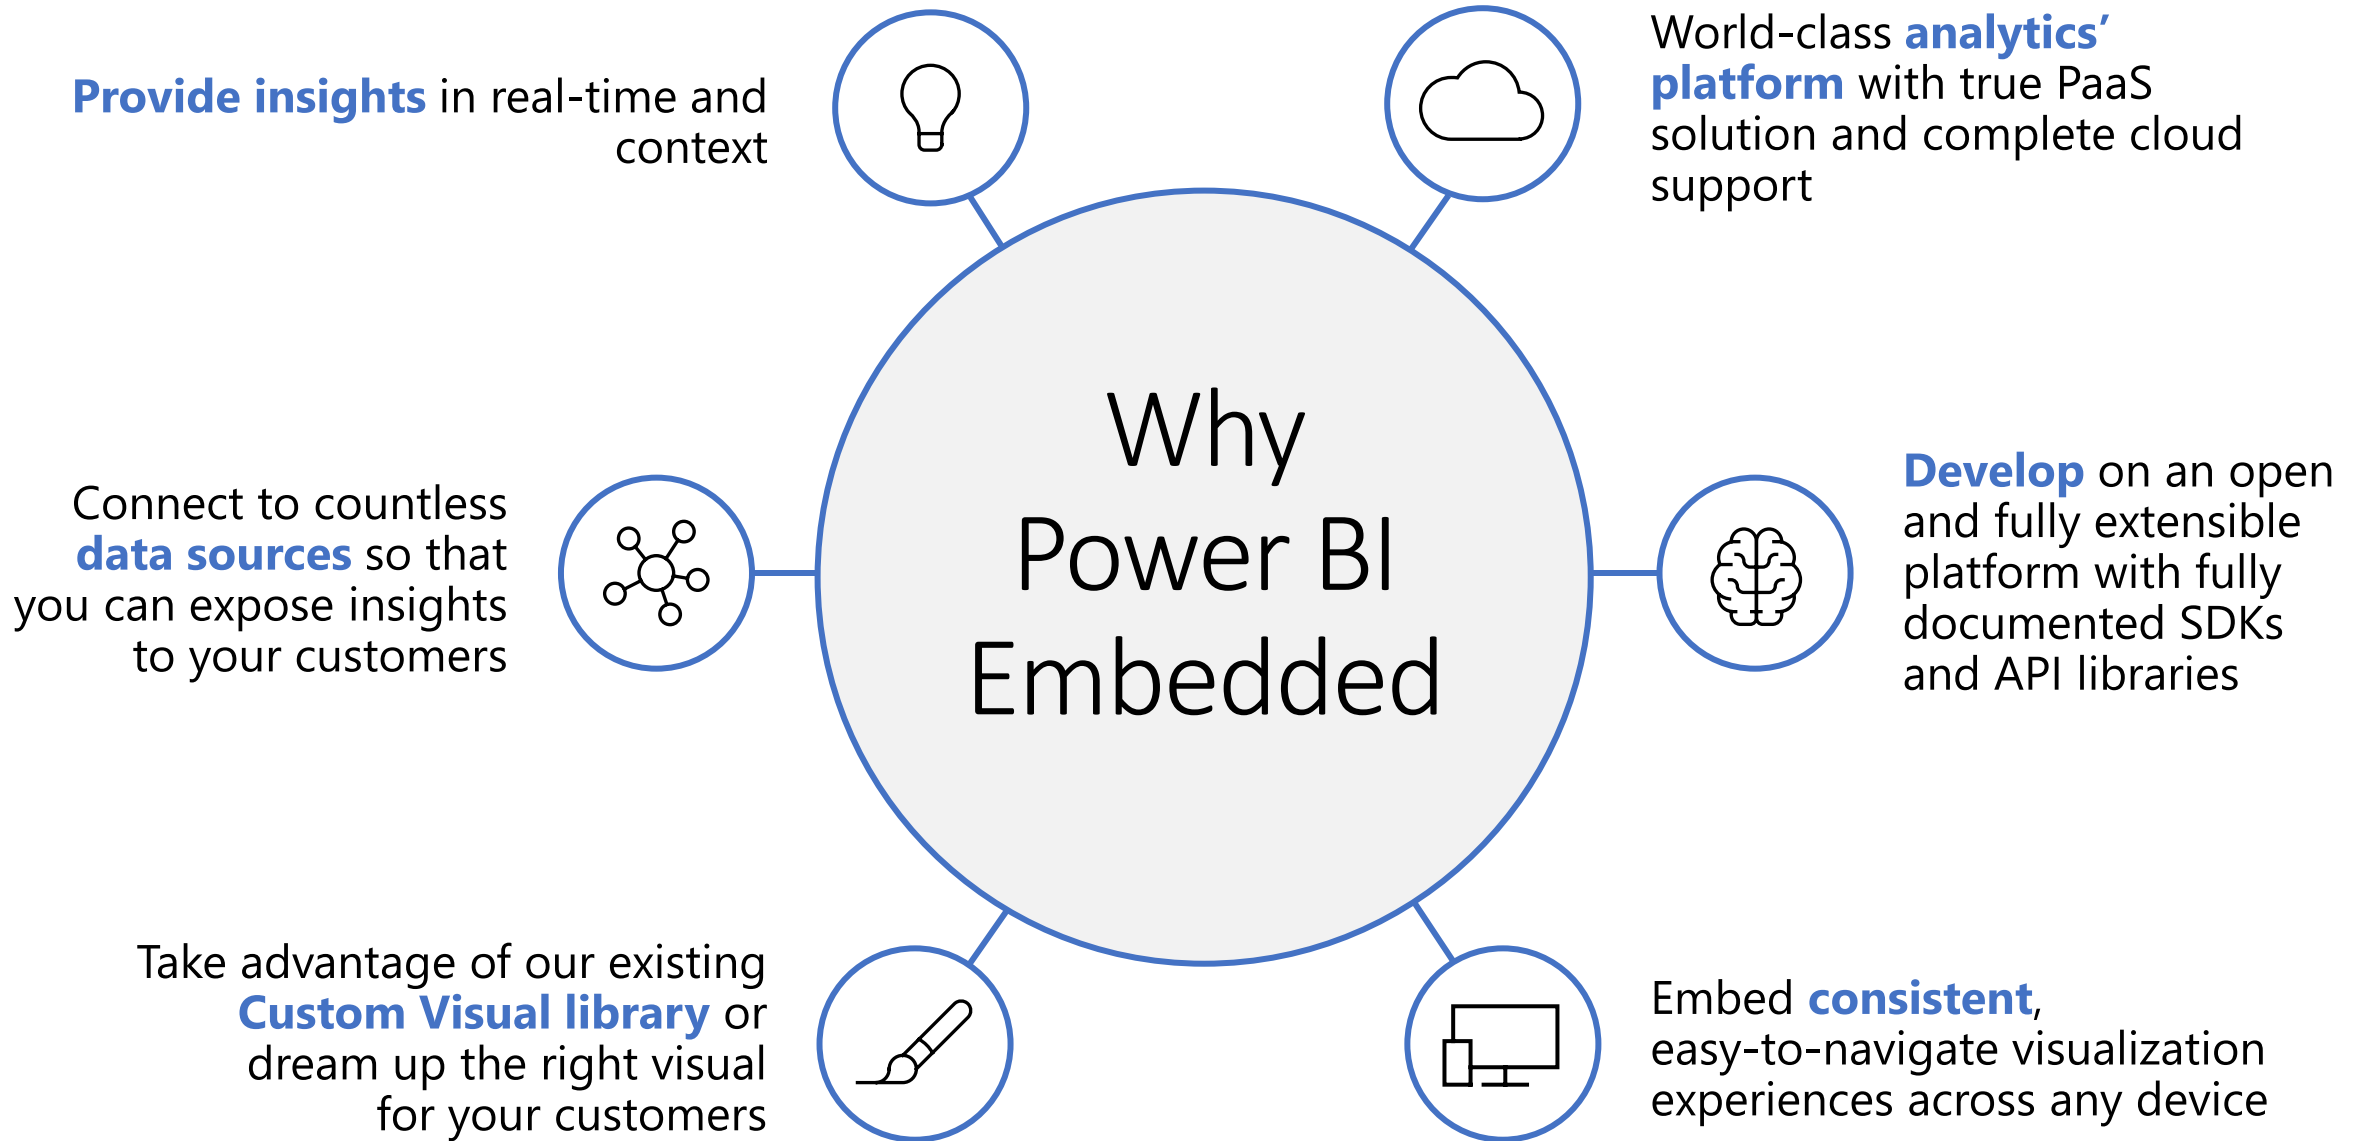 Provide insights in real-time and
context
World-class analytics’
platform with true PaaS
solution and complete cloud
support
Why
Power BI
Embedded
Connect to countless
data sources so that
you can expose insights
to your customers
Develop on an open
and fully extensible
platform with fully
documented SDKs
and API libraries
Take advantage of our existing
Custom Visual library or
dream up the right visual
for your customers
Embed consistent,
easy-to-navigate visualization
experiences across any device